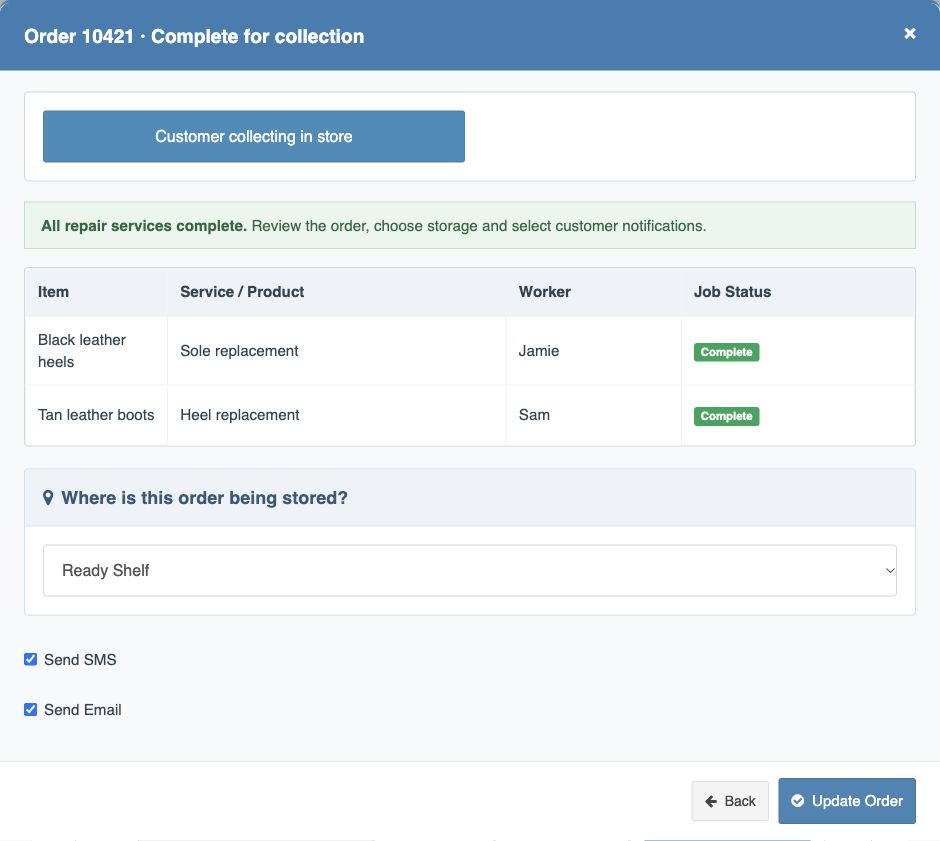 Order 10421 · Complete for collection
Customer collecting in store
All repair services complete. Review the order, choose storage and select customer notifications.
Item Service / Product Worker Job Status
Black leather
heels
Sole replacement Jamie Complete
Tan leather boots Heel replacement Sam Complete
Where is this order being stored?
Ready Shelf
Send SMS
Send Email
Back Update Order